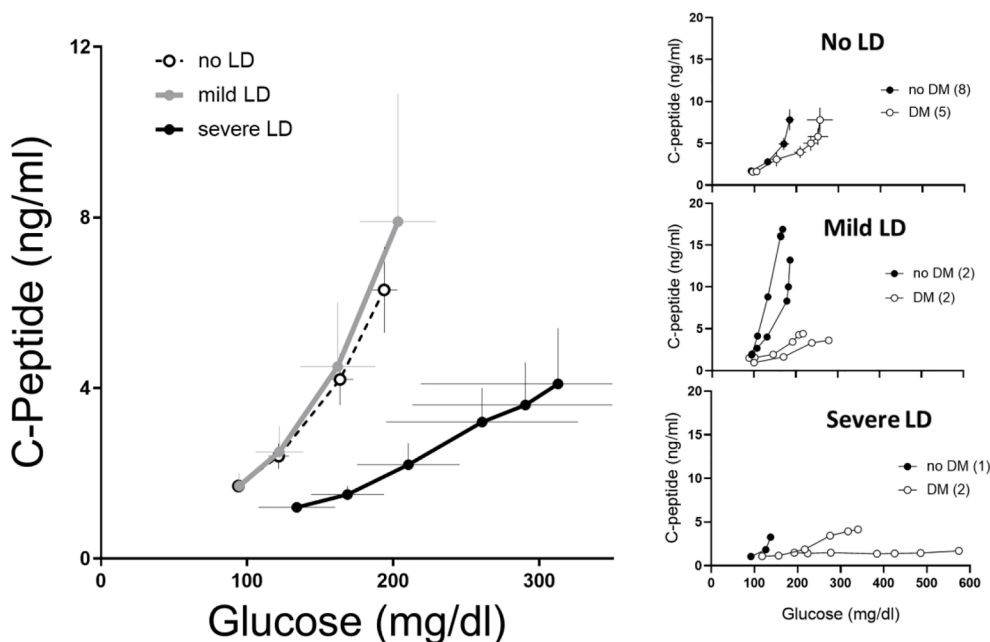 C-Peptide (ng/ml)
12
8
4
0
no LD
mild LD
severe LD
0
100
200
300
Glucose (mg/dl)
No LD
C-peptide (ng/ml)
20
15
10
5
0
no DM (8)
DM (5)
Mild LD
C-peptide (ng/ml)
20
15
10
5
0
no DM (2)
DM (2)
Severe LD
C-peptide (ng/ml)
20
15
10
5
0
no DM (1)
DM (2)
0 100 200 300 400 500 600
Glucose (mg/dl)